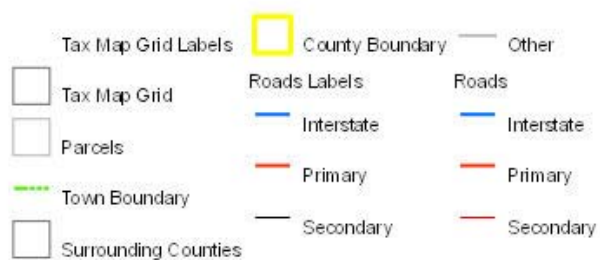 Tax Map Grid Labels
Tax Map Grid
Parcels
Town Boundary
Surrounding Counties
County Boundary
Roads Labels
Interstate
Primary
Secondary
Other
Roads
Interstate
Primary
Secondary